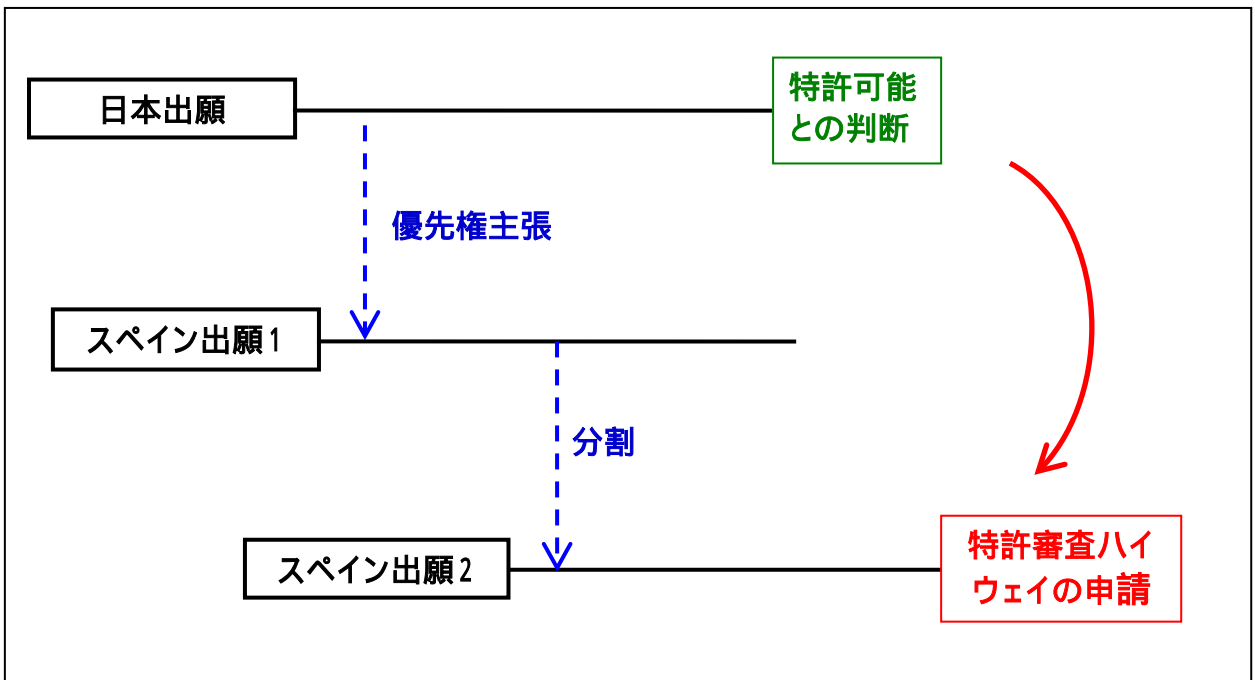 日本出願
特許可能
との判断
優先権主張
スペイン出願1
分割
スペイン出願2
特許審査ハイ
ウェイの申請